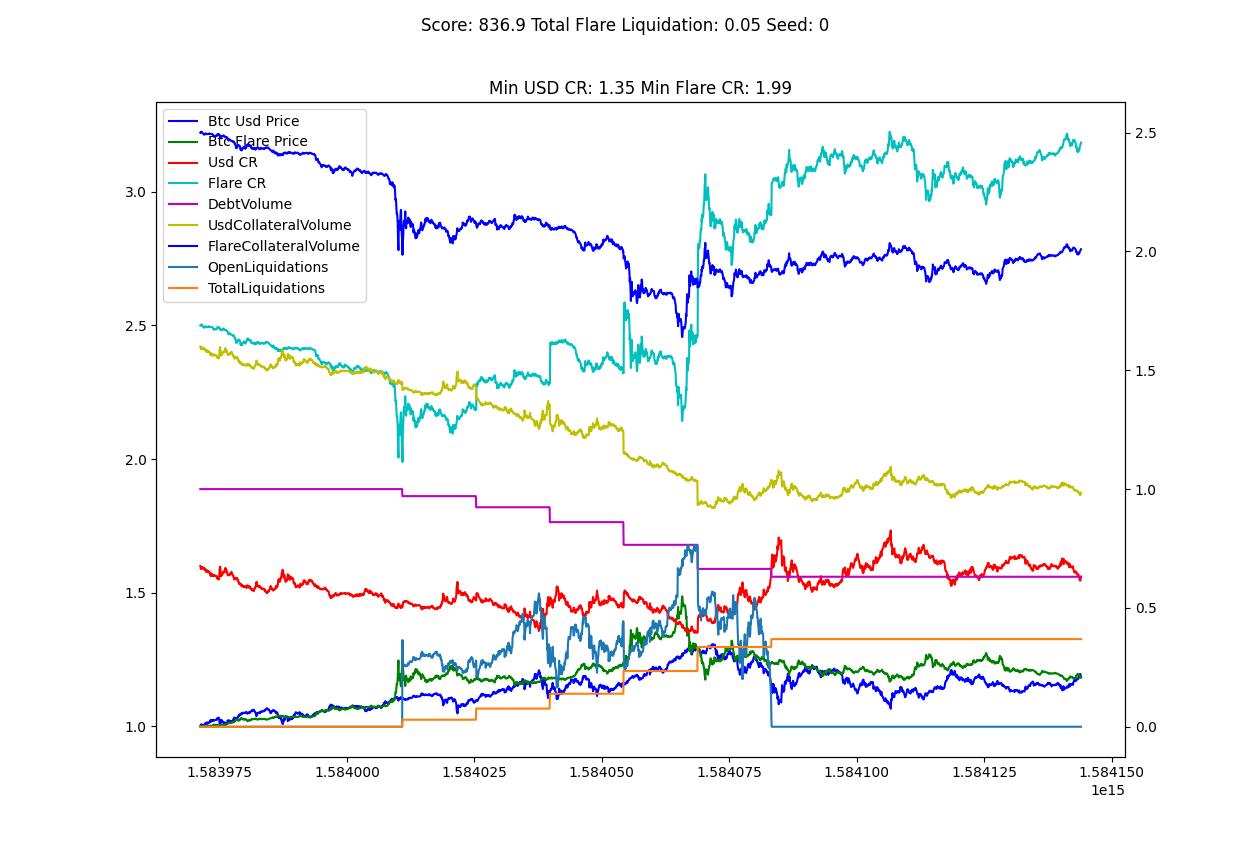 Score: 836.9 Total Flare Liquidation: 0.05 Seed: 0
Min USD CR: 1.35 Min Flare CR: 1.99
Btc Usd Price
Btc Flare Price
Usd CR
Flare CR
DebtVolume
UsdCollateralVolume
FlareCollateralVolume
OpenLiquidations
TotalLiquidations
3.0
2.5
2.0
1.5
1.0
2.5
2.0
1.5
1.0
0.5
0.0
1.583975 1.584000 1.584025 1.584050 1.584075 1.584100 1.584125 1.584150
1e15